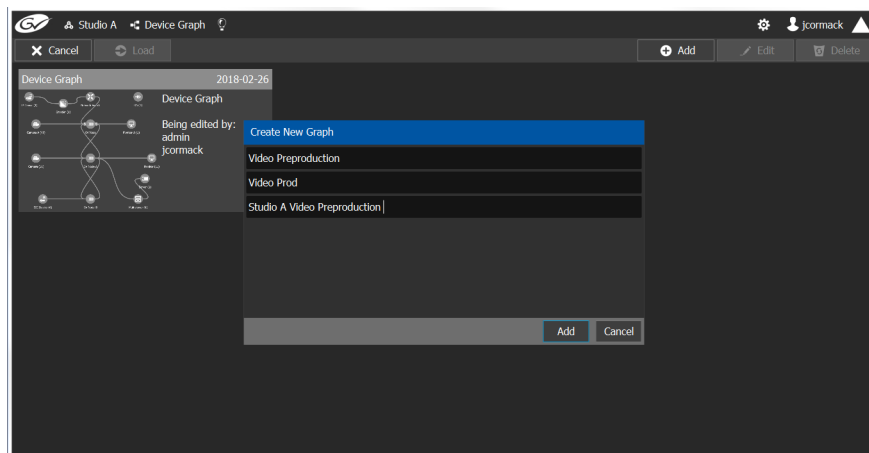 GV Studio A Device Graph jcormack
Cancel Load Add Edit Delete
Device Graph 2018-02-26
Device Graph
Being edited by:
admin
jcormack
Create New Graph
Video Preproduction
Video Prod
Studio A Video Preproduction
Add Cancel